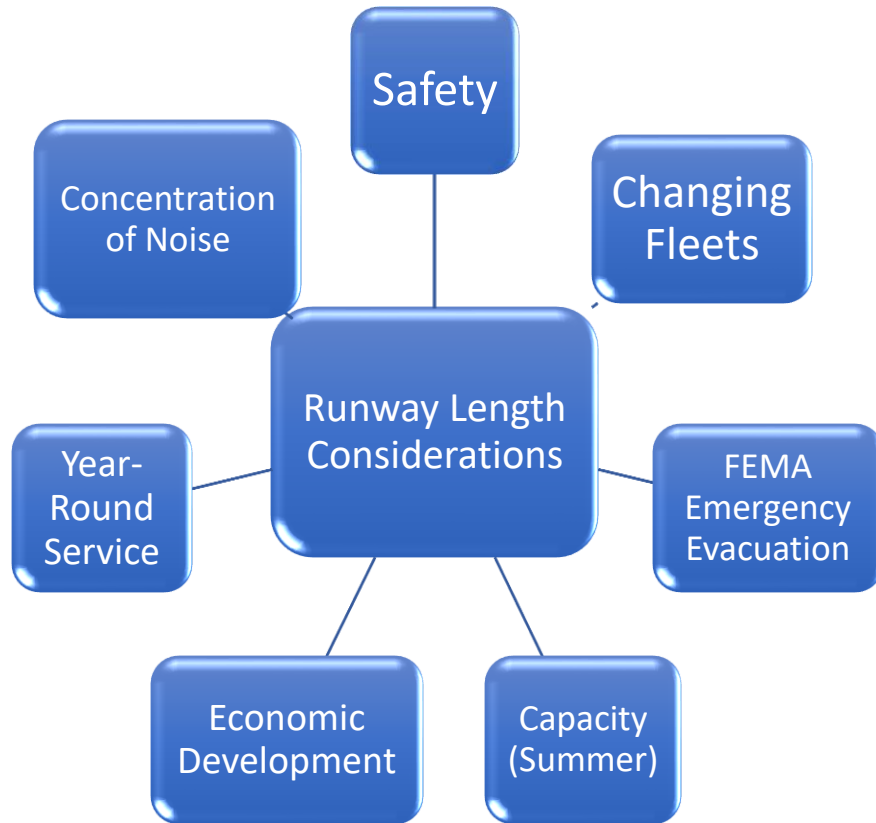 Safety
Concentration
of Noise
Changing
Fleets
Runway Length
Considerations
Year-
Round
Service
FEMA
Emergency
Evacuation
Economic
Development
Capacity
(Summer)